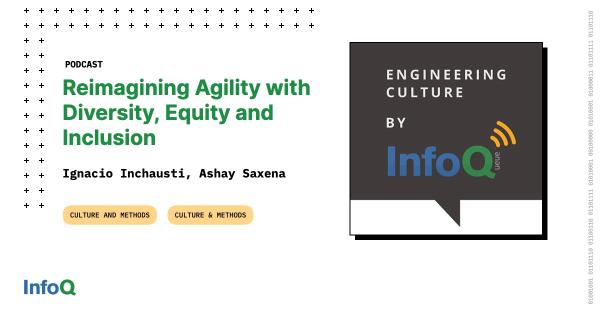 PODCAST
Reimagining Agility with
Diversity, Equity and
Inclusion
Ignacio Inchausti, Ashay Saxena
CULTURE AND METHODS
CULTURE & METHODS
InfoQ
ENGINEERING
CULTURE
BY
InfoQueue